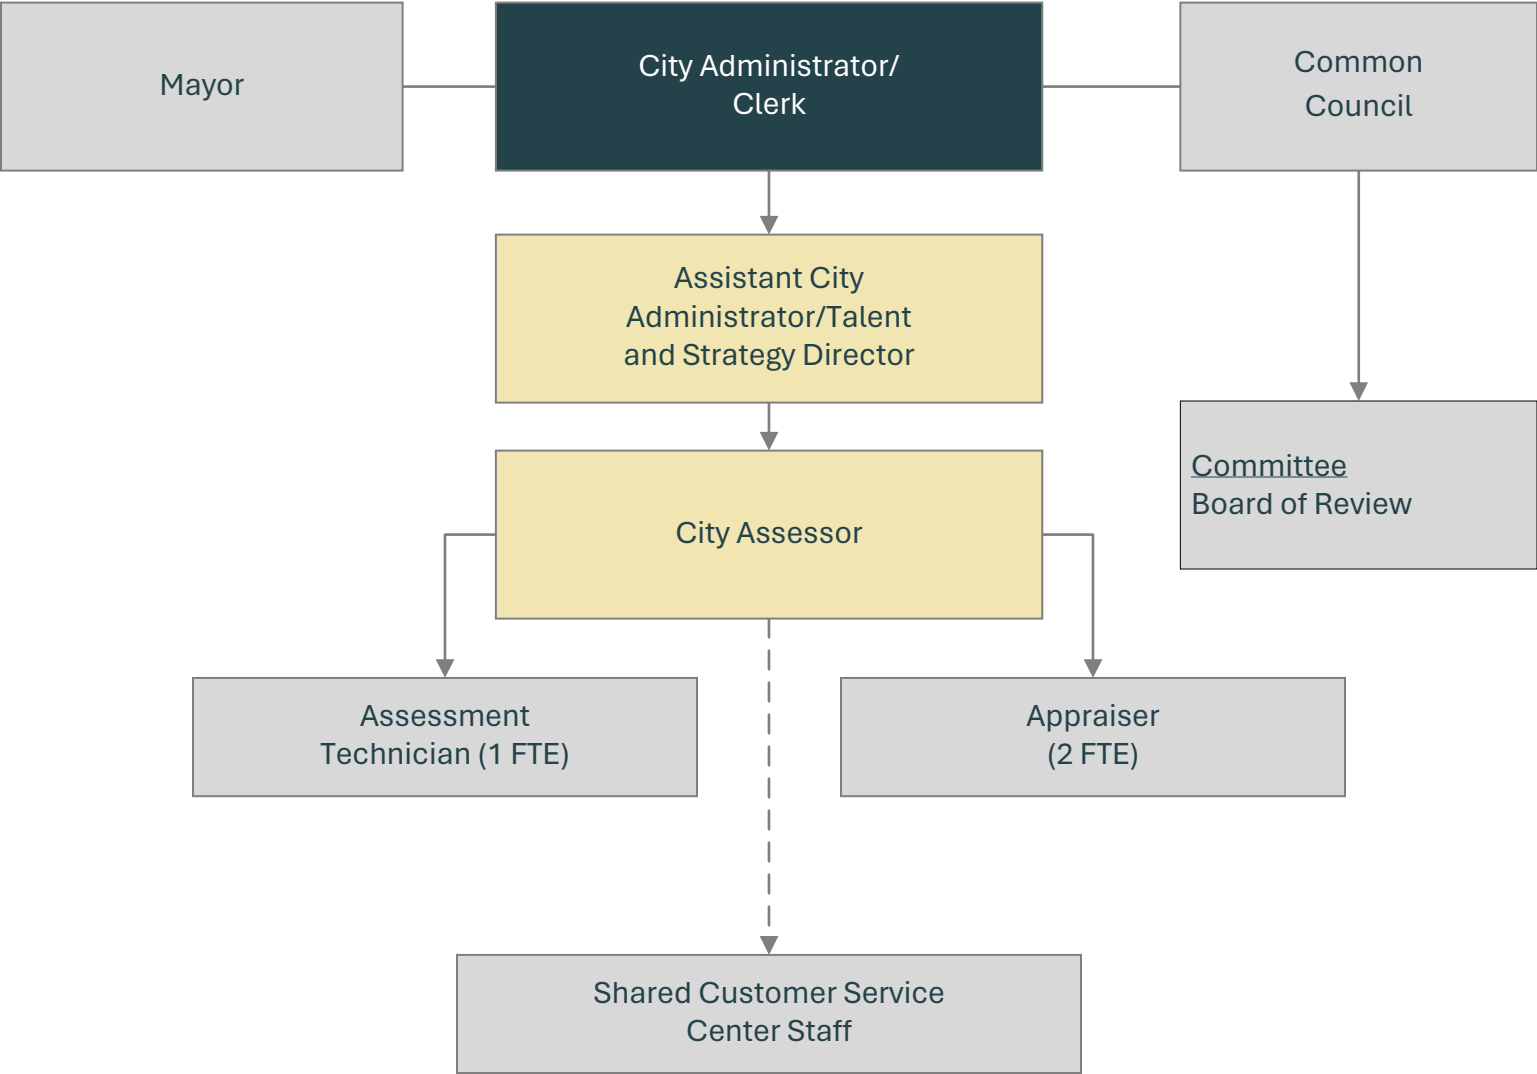 Mayor
City Administrator/
Clerk
Common
Council
Assistant City
Administrator/Talent
and Strategy Director
Committee
Board of Review
City Assessor
Assessment
Technician (1 FTE)
Appraiser
(2 FTE)
Shared Customer Service
Center Staff